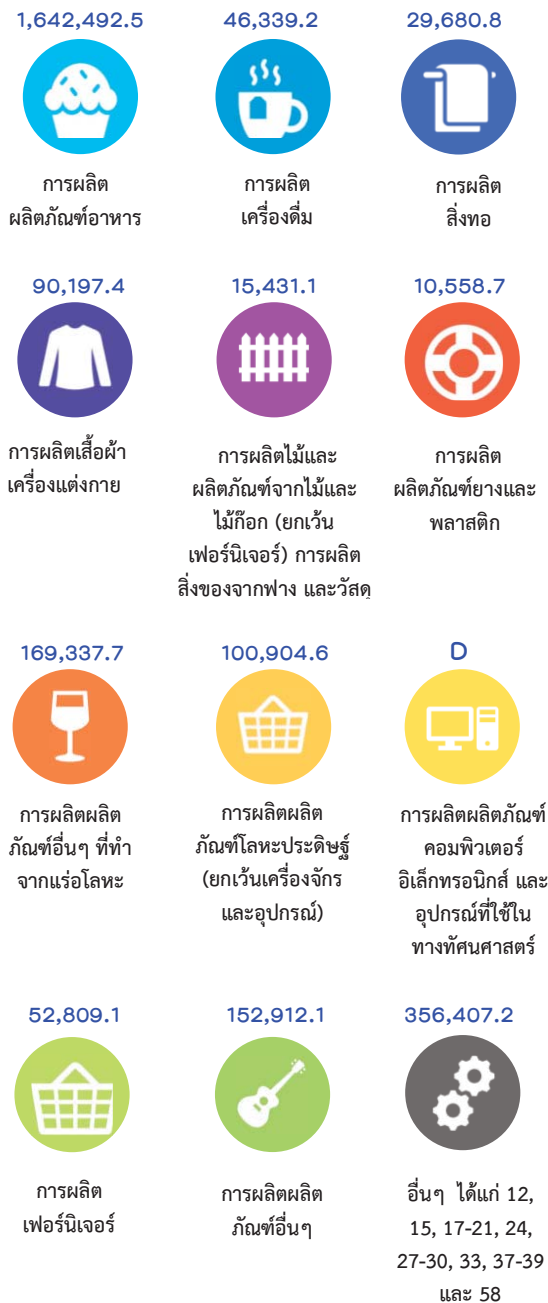 1,642,492.5
การผลิต
ผลิตภัณฑ์อาหาร
46,339.2
การผลิต
เครื่องดื่ม
29,680.8
การผลิต
สิ่งทอ
90,197.4
การผลิตเสื้อผ้า
เครื่องแต่งกาย
15,431.1
การผลิตไม้และ
ผลิตภัณฑ์จากไม้และ
ไม้ก๊อก (ยกเว้น
เฟอร์นิเจอร์) การผลิต
สิ่งของจากฟาง และวัสดุ
10,558.7
การผลิต
ผลิตภัณฑ์ยางและ
พลาสติก
169,337.7
การผลิตผลิต
ภัณฑ์อื่นๆ ที่ทำ
จากแร่อโลหะ
100,904.6
การผลิตผลิต
ภัณฑ์โลหะประดิษฐ์
(ยกเว้นเครื่องจักร
และอุปกรณ์)
D
การผลิตผลิตภัณฑ์
คอมพิวเตอร์
อิเล็กทรอนิกส์ และ
อุปกรณ์ที่ใช้ใน
ทางทัศนศาสตร์
52,809.1
การผลิต
เฟอร์นิเจอร์
152,912.1
การผลิตผลิต
ภัณฑ์อื่นๆ
356,407.2
อื่นๆ ได้แก่ 12,
15, 17-21, 24,
27-30, 33, 37-39
และ 58